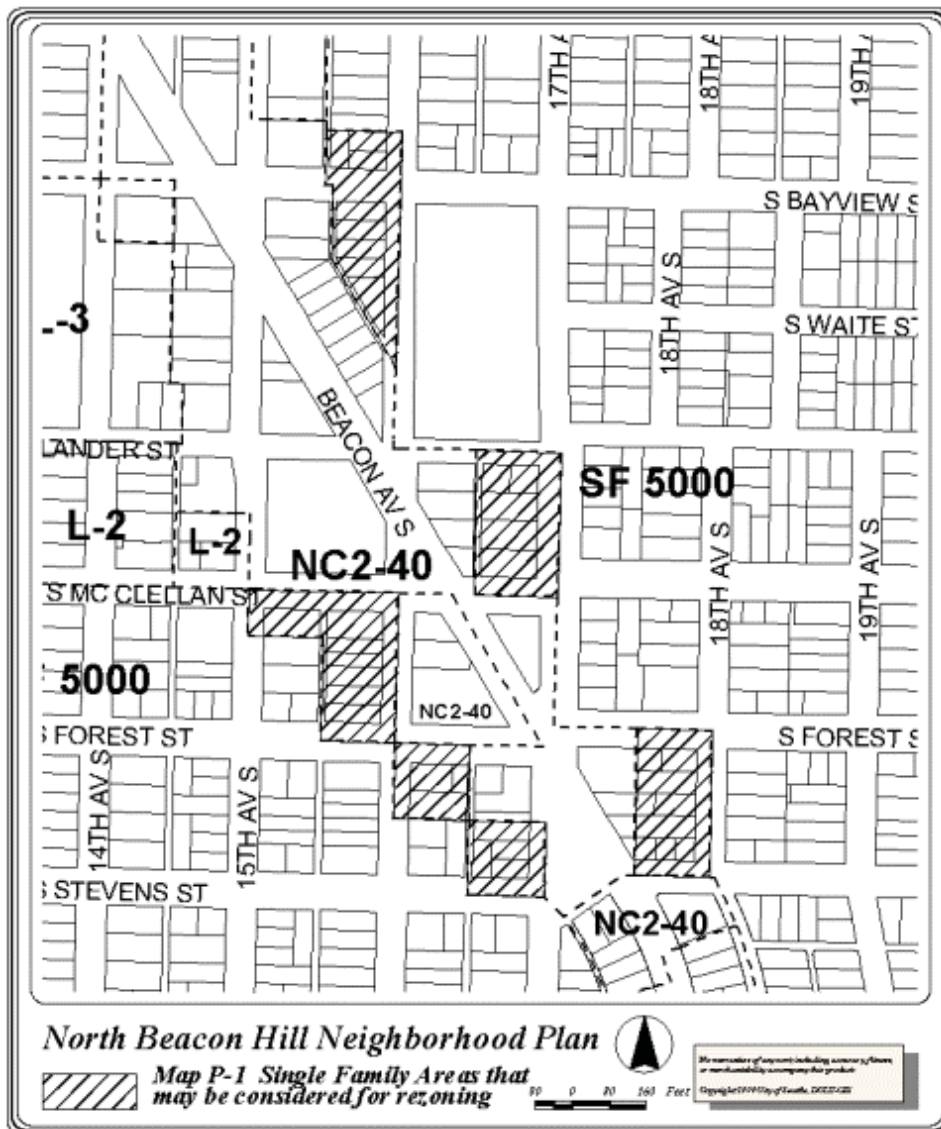 17TH A
18TH A
19TH A
S BAYVIEW S
-3
18TH AV S
S WAITE ST
BEACON AV S
LANDER ST
SF 5000
L-2
L-2
NC2-40
18TH AV S
19TH AV S
S MC CLELLAN ST
5000
NC2-40
S FOREST ST
S FOREST S
14TH AV S
15TH AV S
S STEVENS ST
NC2-40
North Beacon Hill Neighborhood Plan
Map P-1 Single Family Areas that
may be considered for rezoning
0 80 160 Feet